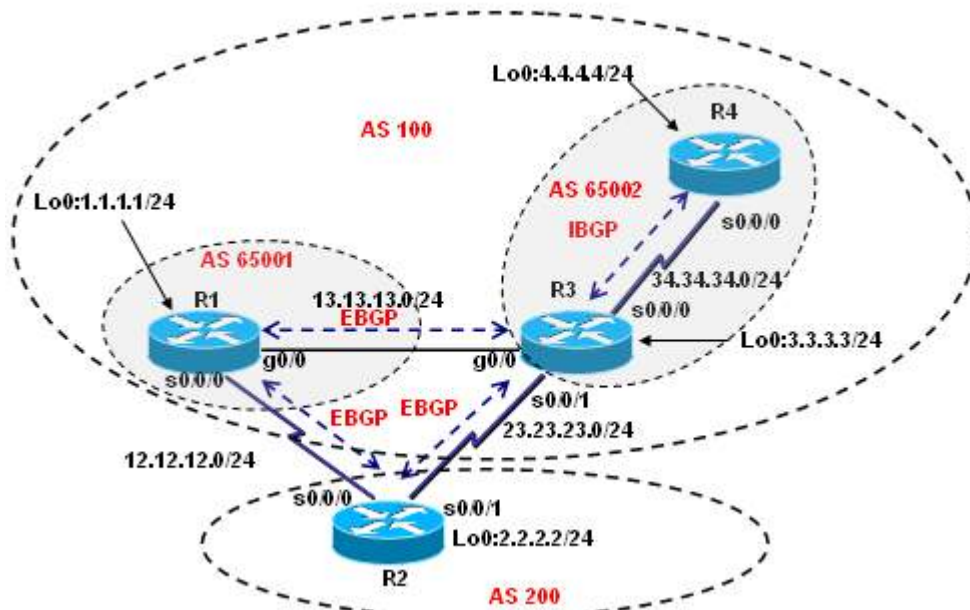 Lo0:4.4.4.4/24
R4
AS 100
AS 65002
Lo0:1.1.1.1/24
IBGP
s0/0/0
AS 65001
34.34.34.0/24
R1
13.13.13.0/24
R3
s0/0/0
EBGP
Lo0:3.3.3.3/24
g0/0
g0/0
s0/0/0
s0/0/1
EBGP
EBGP
23.23.23.0/24
12.12.12.0/24
s0/0/0
s0/0/1
Lo0:2.2.2.2/24
R2
AS 200